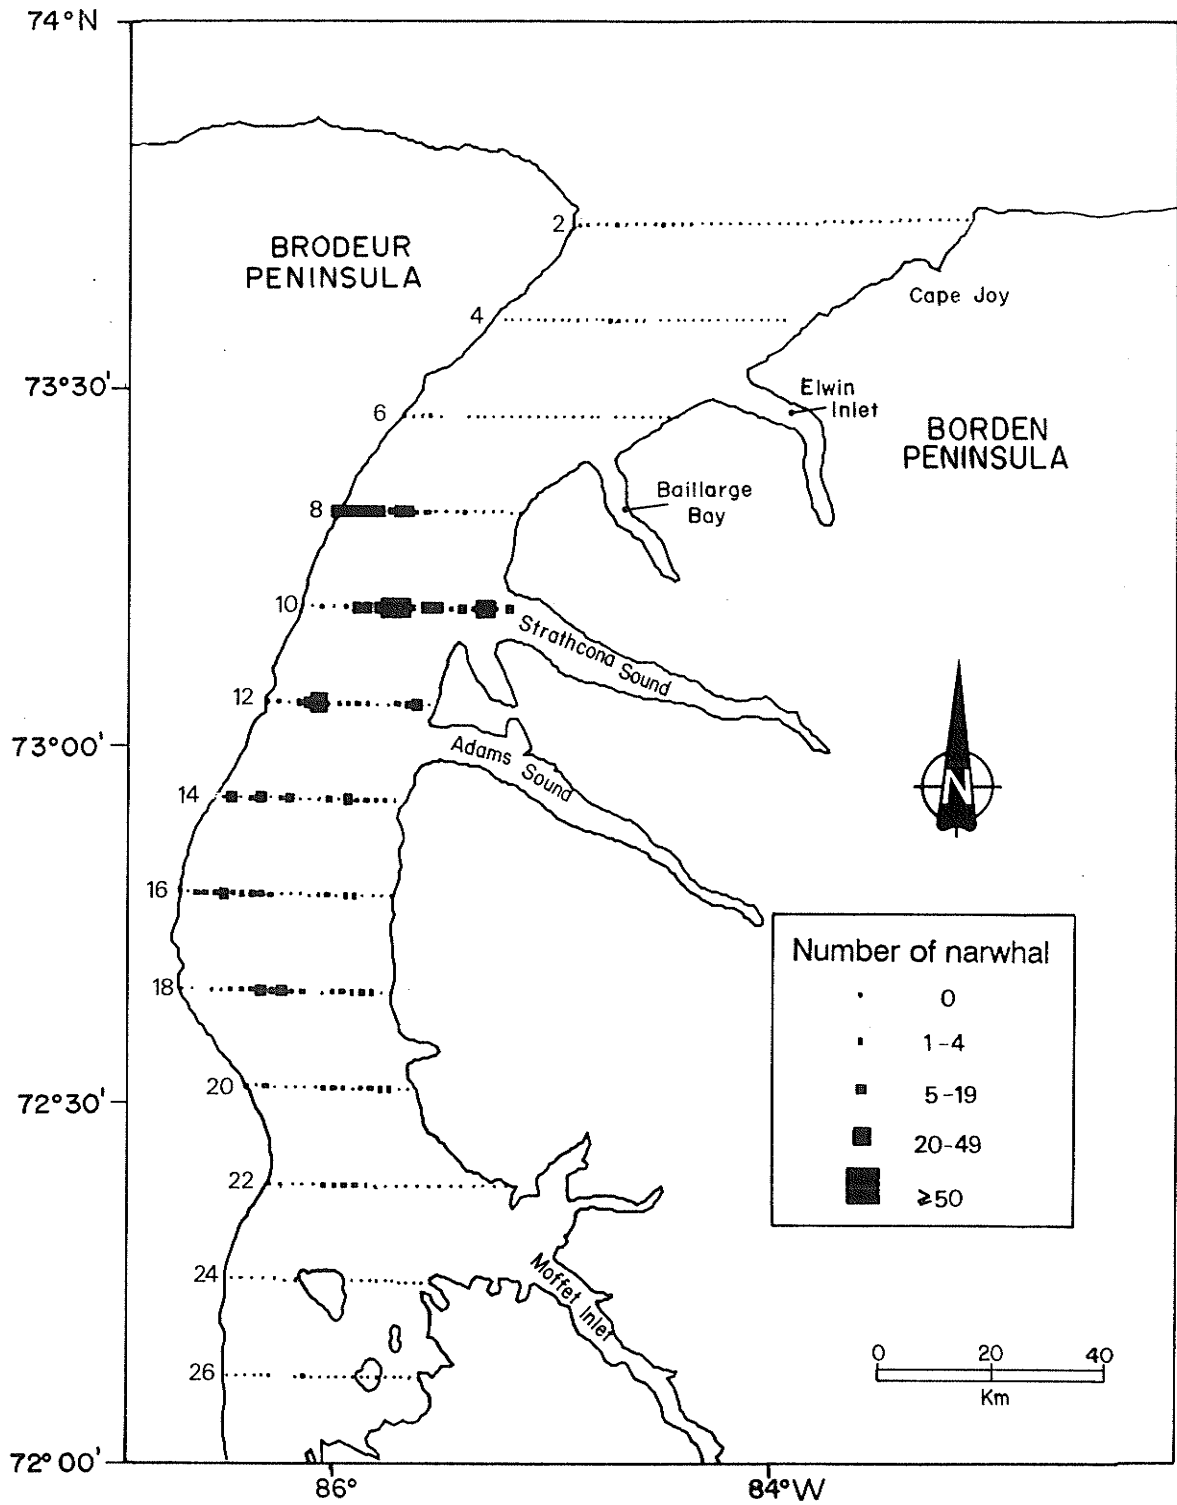 74°N
BRODEUR
PENINSULA
2
Cape Joy
4
73°30'
Elwin
Inlet
6
BORDEN
PENINSULA
Baillarge
Bay
8
10
Strathcona Sound
12
73°00'
Adams Sound
N
14
16
Number of narwhal
18
0
1-4
20
72°30'
5-19
20-49
22
≥50
24
Moffet Inlet
26
0 20 40
Km
72°00'
86°
84°W